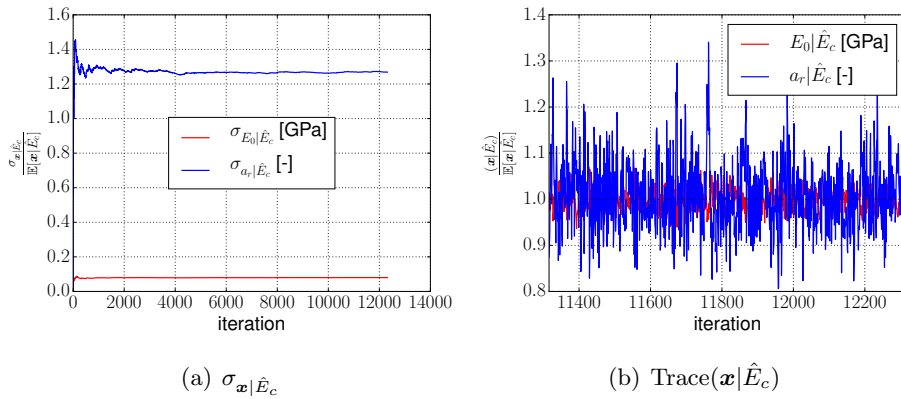 1.6
1.4
1.2
1.0
0.8
0.6
0.4
0.2
0.0
σ_{x|Ê_c} / 𝔼[x|Ê_c]
σ_{E_0|Ê_c} [GPa]
σ_{a_r|Ê_c} [-]
0 2000 4000 6000 8000 10000 12000 14000
iteration
(a) σ_{x|Ê_c}
1.4
1.3
1.2
1.1
1.0
0.9
0.8
(x|Ê_c) / 𝔼[x|Ê_c]
E_0|Ê_c [GPa]
a_r|Ê_c [-]
11400 11600 11800 12000 12200
iteration
(b) Trace(x|Ê_c)